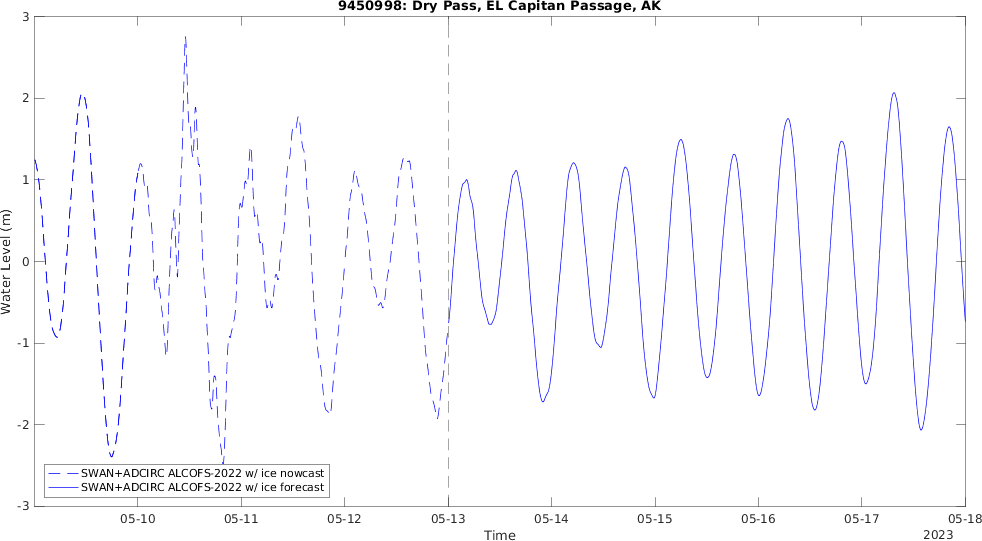 9450998: Dry Pass, EL Capitan Passage, AK
3
2
1
0
-1
-2
-3
Water Level (m)
SWAN+ADCIRC ALCOFS-2022 w/ ice nowcast
SWAN+ADCIRC ALCOFS-2022 w/ ice forecast
05-10 05-11 05-12 05-13 05-14 05-15 05-16 05-17 05-18
Time
2023